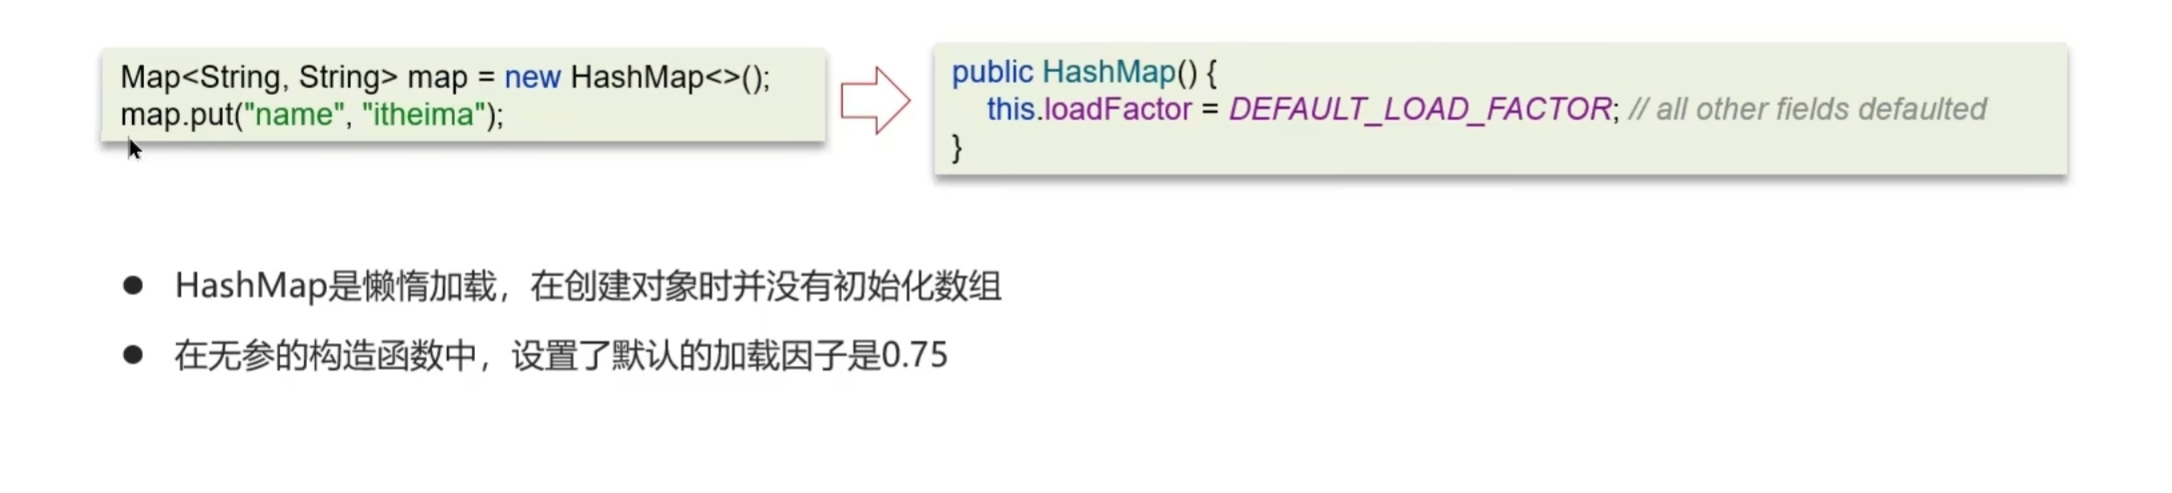 Map<String, String> map = new HashMap<>();
map.put("name", "itheima");
public HashMap() {
this.loadFactor = DEFAULT_LOAD_FACTOR; // all other fields defaulted
}
● HashMap是懒惰加载，在创建对象时并没有初始化数组
● 在无参的构造函数中，设置了默认的加载因子是0.75